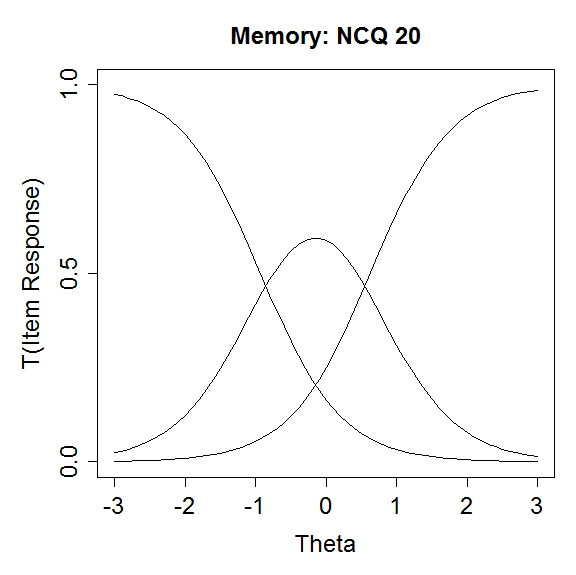 Memory: NCQ 20
1.0
0.5
0.0
T(Item Response)
-3 -2 -1 0 1 2 3
Theta